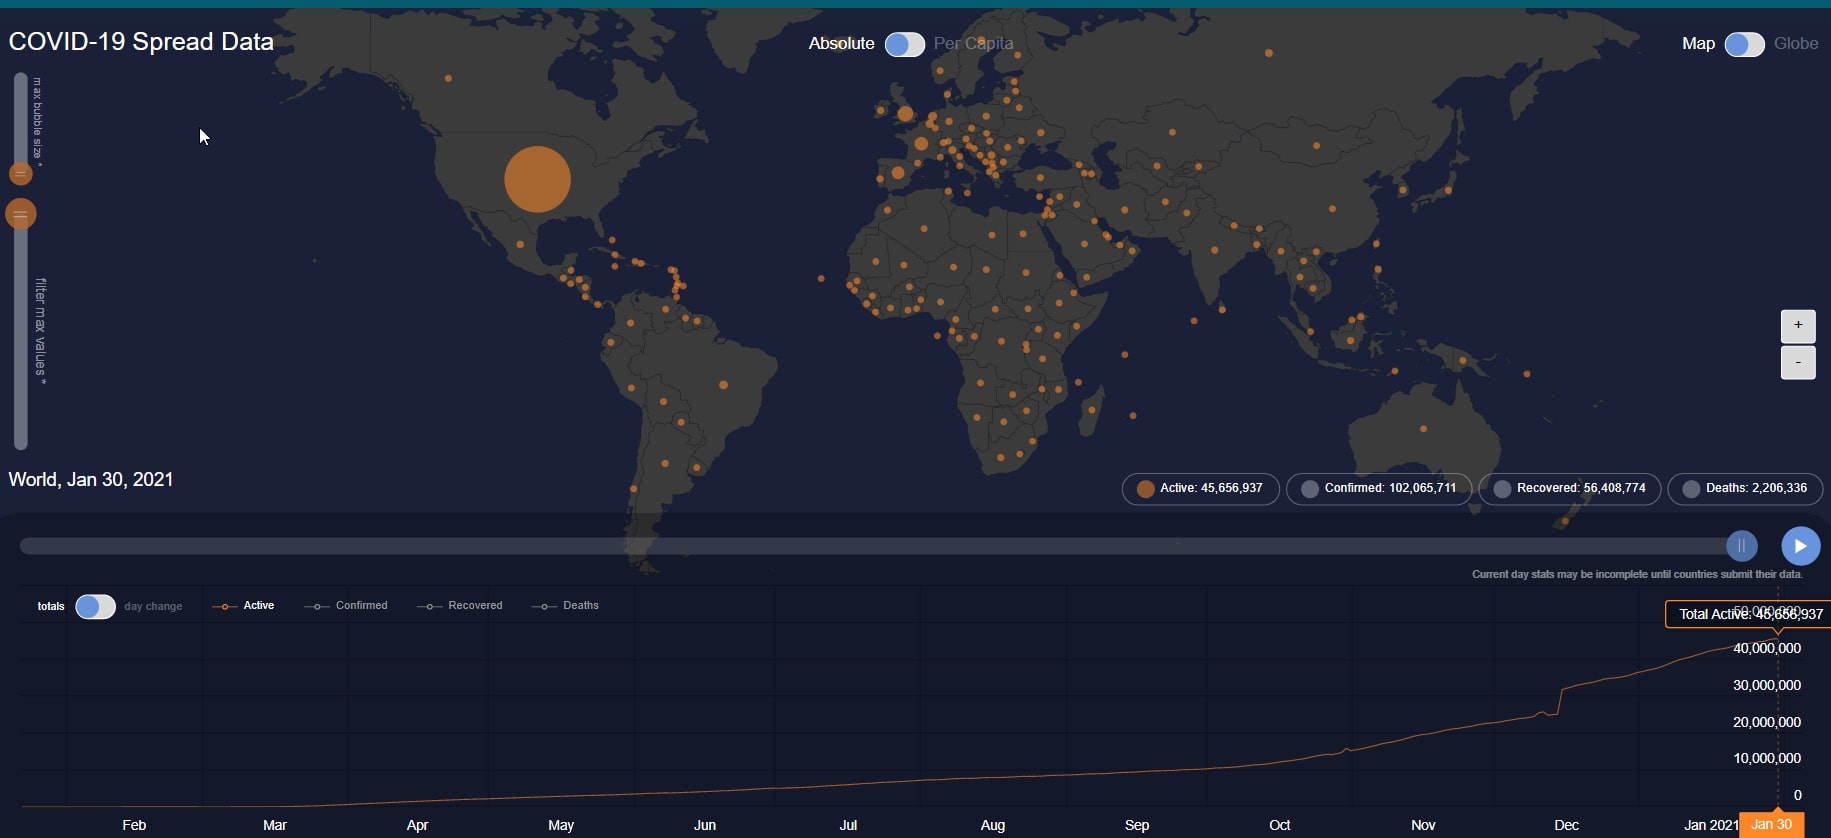 COVID-19 Spread Data
Absolute Per Capita
Map Globe
max bubble size *
filter max values *
+
-
World, Jan 30, 2021
Active: 45,656,937
Confirmed: 102,065,711
Recovered: 56,408,774
Deaths: 2,206,336
Current day stats may be incomplete until countries submit their data.
totals day change
Active
Confirmed
Recovered
Deaths
50,000,000
Total Active: 45,656,937
40,000,000
30,000,000
20,000,000
10,000,000
0
Feb Mar Apr May Jun Jul Aug Sep Oct Nov Dec Jan 2021 Jan 30